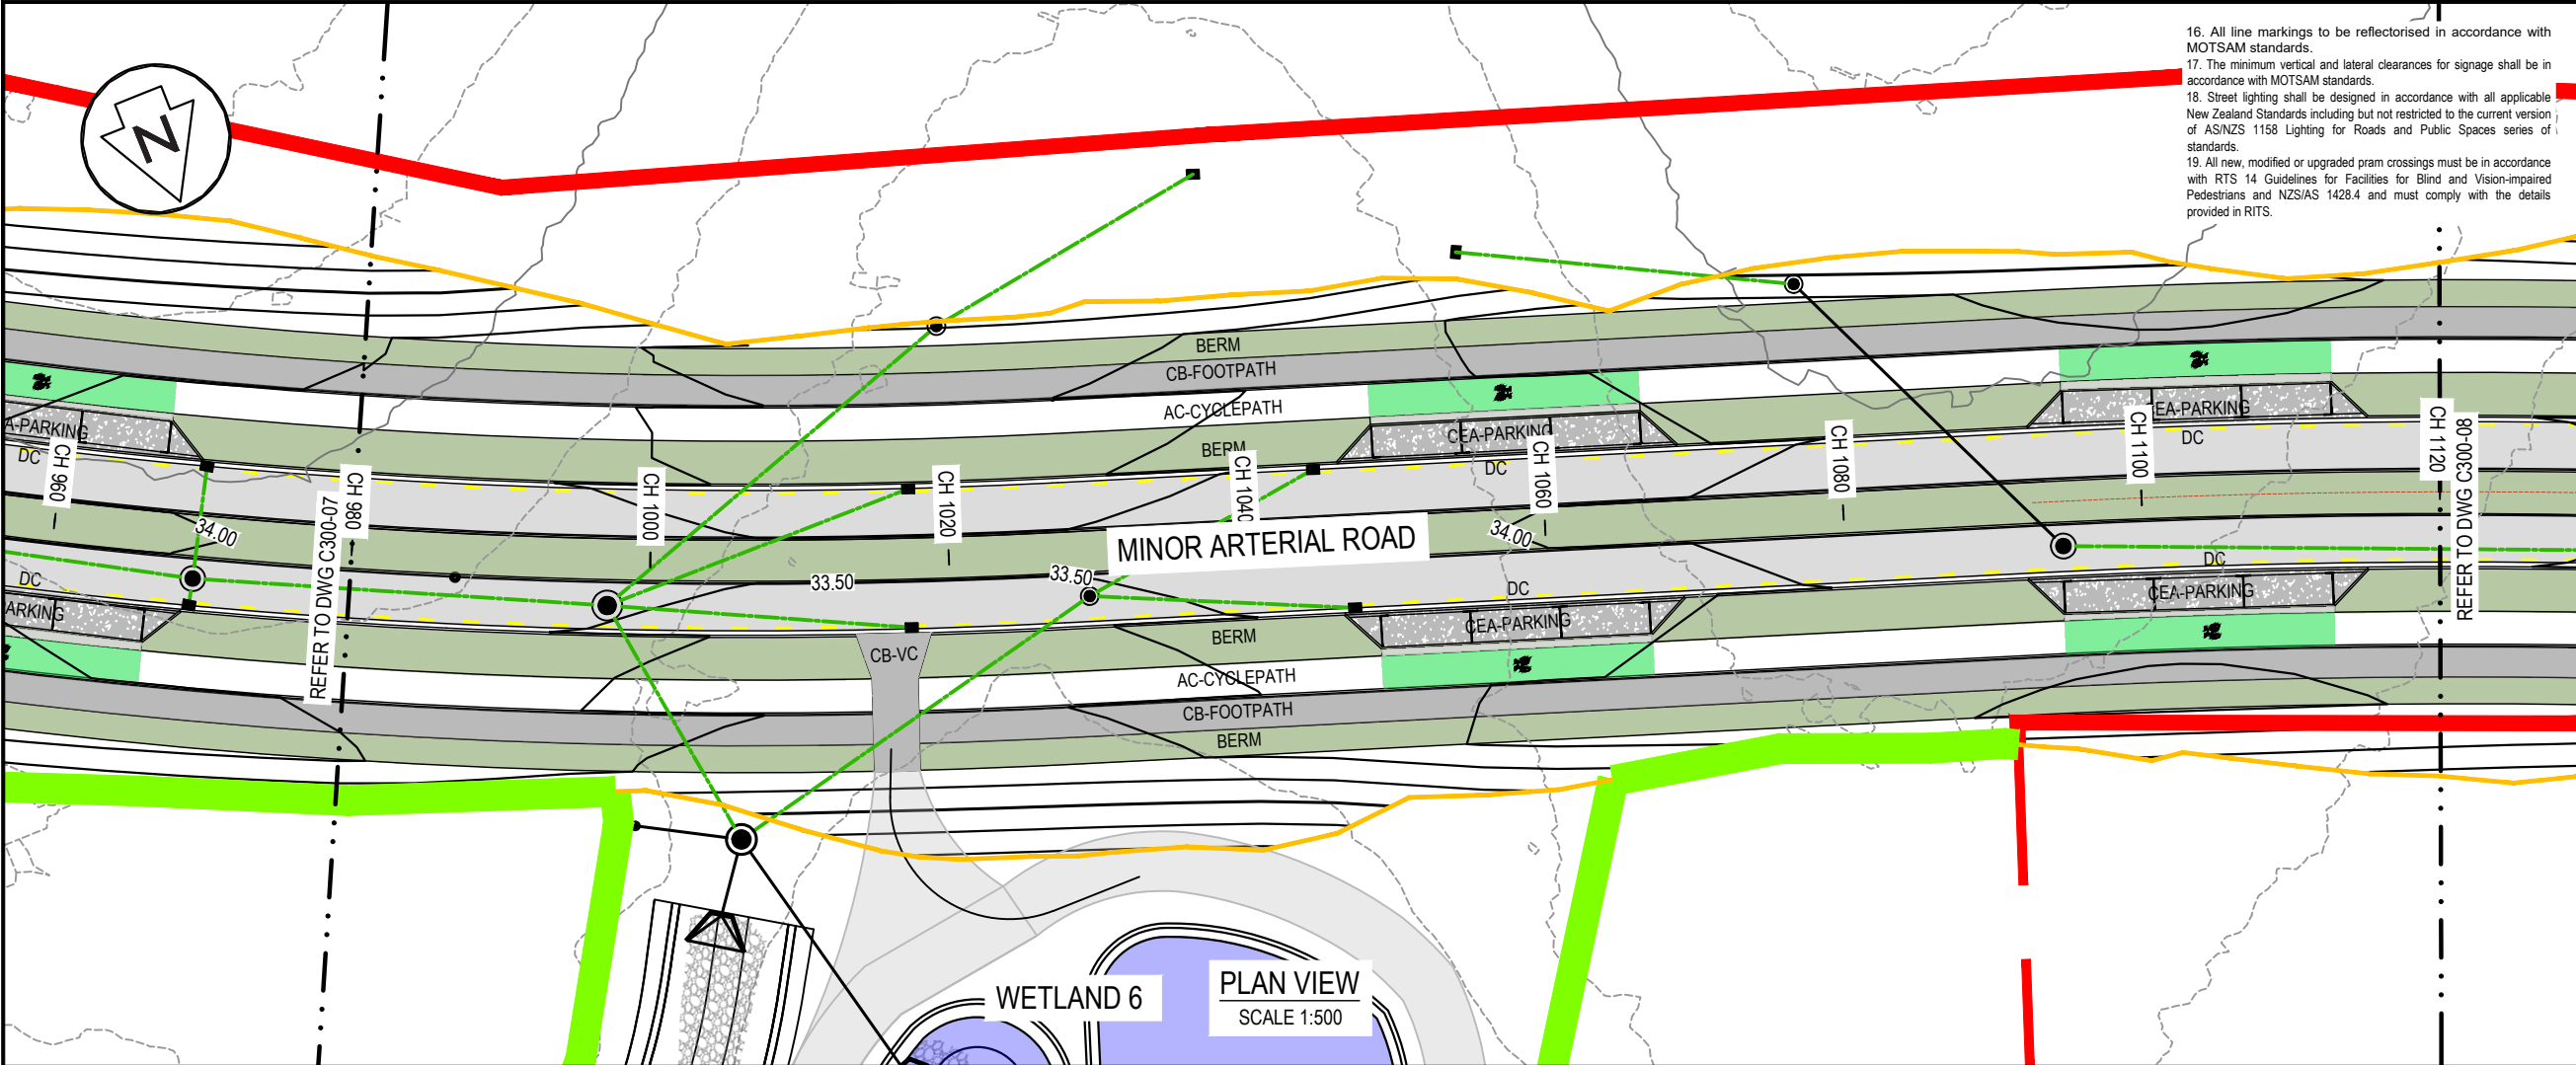 16. All line markings to be reflectorised in accordance with
MOTSAM standards.
17. The minimum vertical and lateral clearances for signage shall be in
accordance with MOTSAM standards.
18. Street lighting shall be designed in accordance with all applicable
New Zealand Standards including but not restricted to the current version
of AS/NZS 1158 Lighting for Roads and Public Spaces series of
standards.
19. All new, modified or upgraded pram crossings must be in accordance
with RTS 14 Guidelines for Facilities for Blind and Vision-impaired
Pedestrians and NZS/AS 1428.4 and must comply with the details
provided in RITS.
N
BERM
CB-FOOTPATH
AC-CYCLEPATH
BERM
A-PARKING
CEA-PARKING
EA-PARKING
DC
DC
DC
CH 960
CH 980
CH 1000
CH 1020
CH 1040
CH 1060
CH 1080
CH 1100
CH 1120
REFER TO DWG C300-07
REFER TO DWG C300-08
34.00
MINOR ARTERIAL ROAD
34.00
33.50
33.50
DC
DC
DC
ARKING
CEA-PARKING
CEA-PARKING
CB-VC
BERM
AC-CYCLEPATH
CB-FOOTPATH
BERM
WETLAND 6
PLAN VIEW
SCALE 1:500